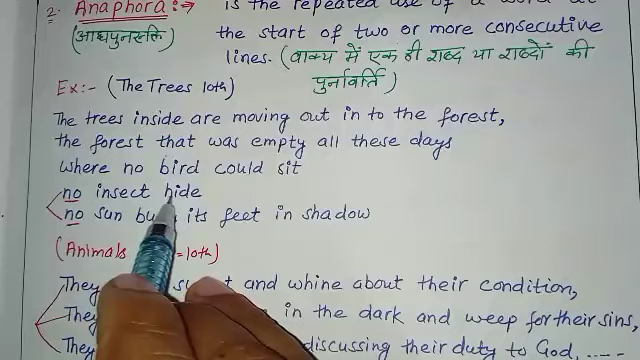 2. Anaphora:→ is the repeated use of a word at
(आद्यपुनरुक्ति) the start of two or more consecutive
lines. (वाक्य में एक ही शब्द या शब्दों की
पुर्नावर्ति)
Ex:- (The Trees 10th)
The trees inside are moving out in to the forest,
the forest that was empty all these days
where no bird could sit
no insect hide
no sun bury its feet in shadow
(Animals =10th)
They and whine about their condition,
They in the dark and weep for their sins,
They discussing their duty to God, ......